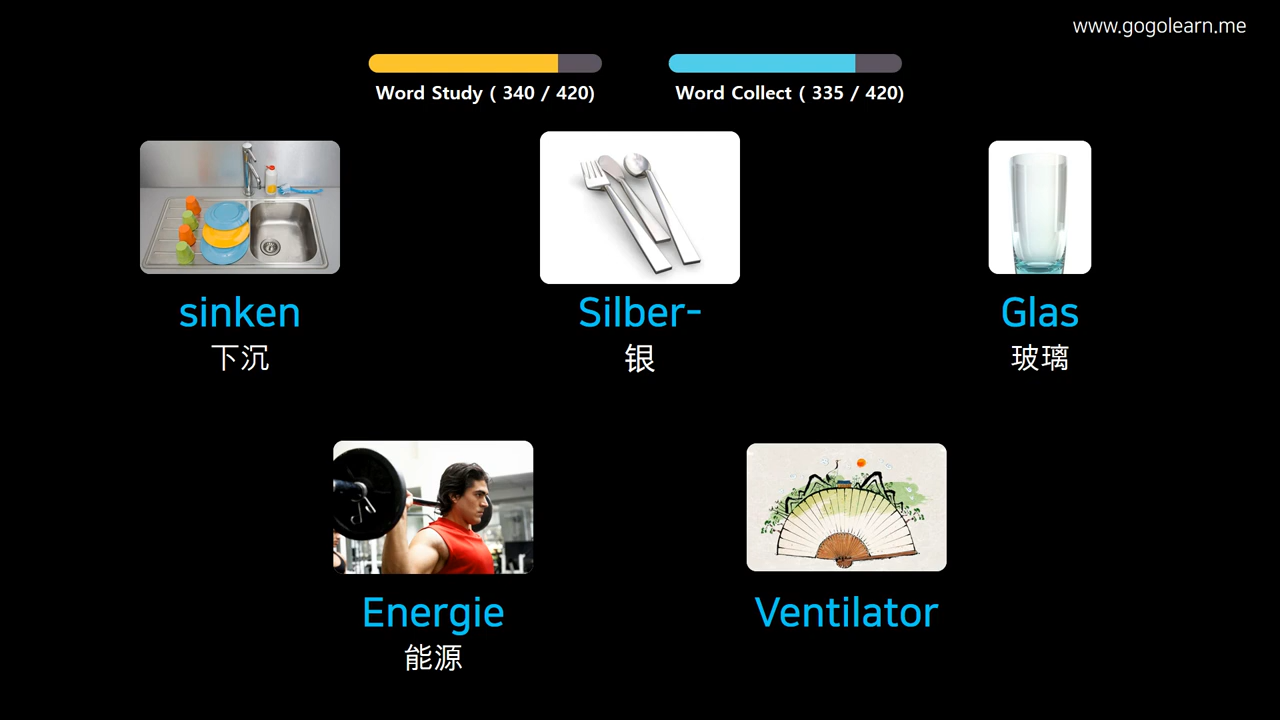 www.gogolearn.me
Word Study ( 340 / 420)
Word Collect ( 335 / 420)
sinken
下沉
Silber-
银
Glas
玻璃
Energie
能源
Ventilator